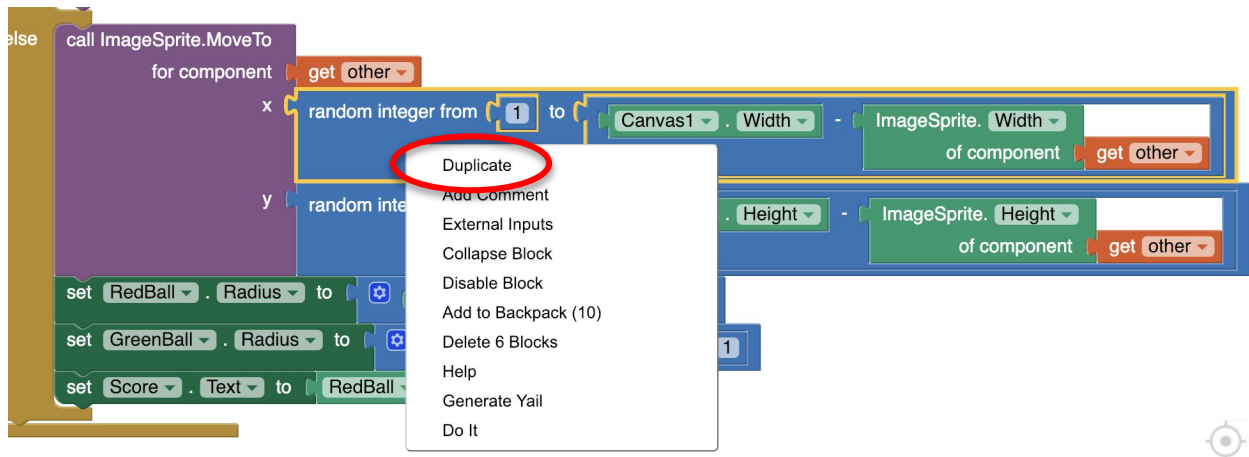 else call ImageSprite.MoveTo
for component get other
x random integer from 1 to Canvas1 . Width - ImageSprite. Width
of component get other
Duplicate
Add Comment
External Inputs
Collapse Block
Disable Block
Add to Backpack (10)
Delete 6 Blocks
Help
Generate Yail
Do It
y random inte . Height - ImageSprite. Height
of component get other
set RedBall . Radius to
set GreenBall . Radius to 1
set Score . Text to RedBall